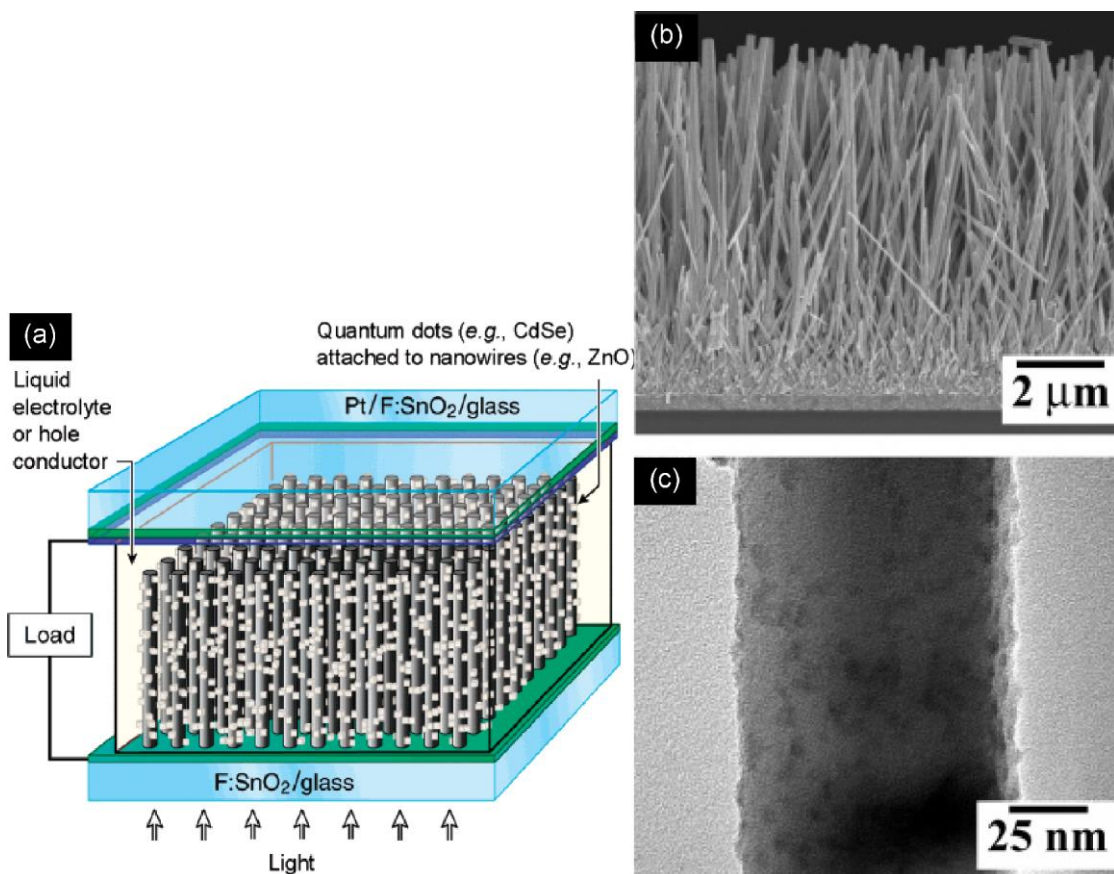 (a)
Quantum dots (e.g., CdSe)
attached to nanowires (e.g., ZnO)
Liquid
electrolyte
or hole
conductor
Pt/F:SnO₂/glass
Load
F:SnO₂/glass
Light
(b)
2 μm
(c)
25 nm